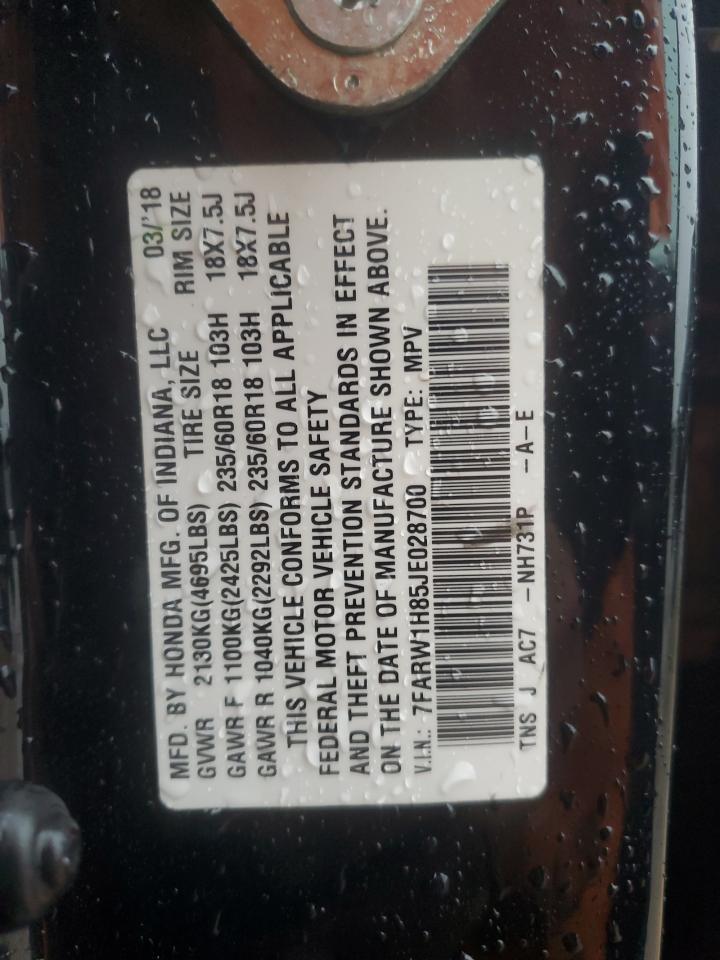 MFD. BY HONDA MFG. OF INDIANA, LLC 03/'18
GVWR 2130KG(4695LBS) TIRE SIZE RIM SIZE
GAWR F 1100KG(2425LBS) 235/60R18 103H 18X7.5J
GAWR R 1040KG(2292LBS) 235/60R18 103H 18X7.5J
THIS VEHICLE CONFORMS TO ALL APPLICABLE
FEDERAL MOTOR VEHICLE SAFETY
AND THEFT PREVENTION STANDARDS IN EFFECT
ON THE DATE OF MANUFACTURE SHOWN ABOVE.
V.I.N.: 7FARW1H85JE028700 TYPE: MPV
TNS J AC7 -NH731P -A-E